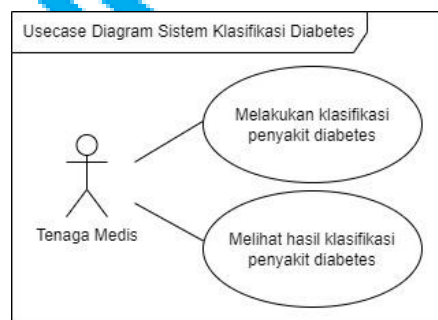 Usecase Diagram Sistem Klasifikasi Diabetes
Melakukan klasifikasi
penyakit diabetes
Tenaga Medis
Melihat hasil klasifikasi
penyakit diabetes